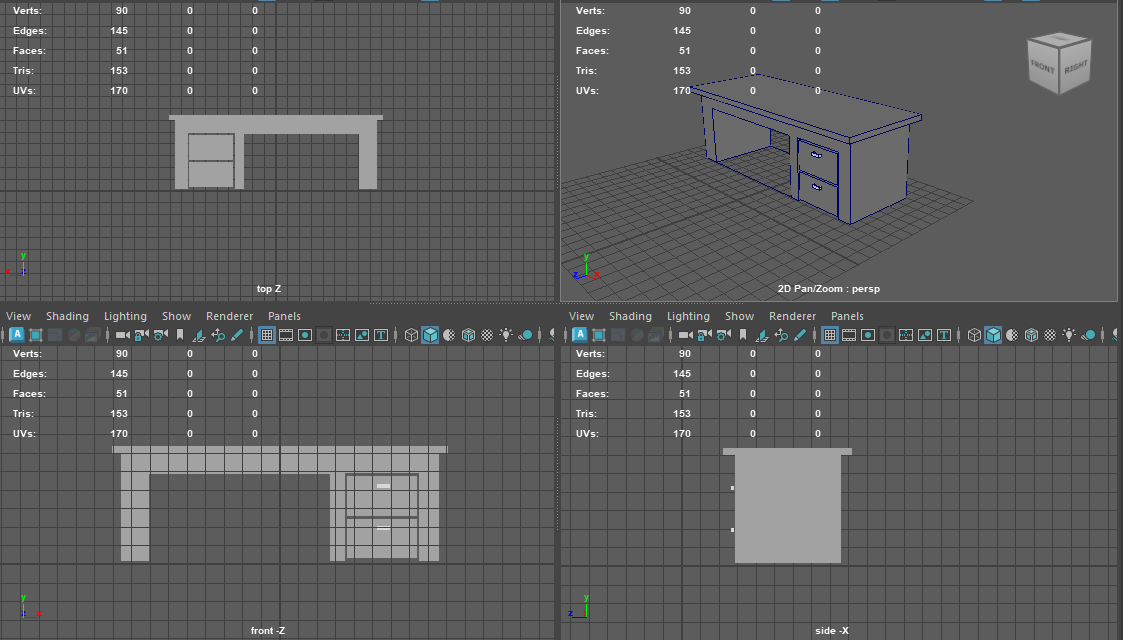 Verts: 90 0 0
Edges: 145 0 0
Faces: 51 0 0
Tris: 153 0 0
UVs: 170 0 0
y
x
z
top Z
Verts: 90 0 0
Edges: 145 0 0
Faces: 51 0 0
Tris: 153 0 0
UVs: 170 0 0
FRONT RIGHT
y
z x
2D Pan/Zoom : persp
View Shading Lighting Show Renderer Panels
A T
Verts: 90 0 0
Edges: 145 0 0
Faces: 51 0 0
Tris: 153 0 0
UVs: 170 0 0
y
z x
front -Z
View Shading Lighting Show Renderer Panels
A T
Verts: 90 0 0
Edges: 145 0 0
Faces: 51 0 0
Tris: 153 0 0
UVs: 170 0 0
y
z
side -X